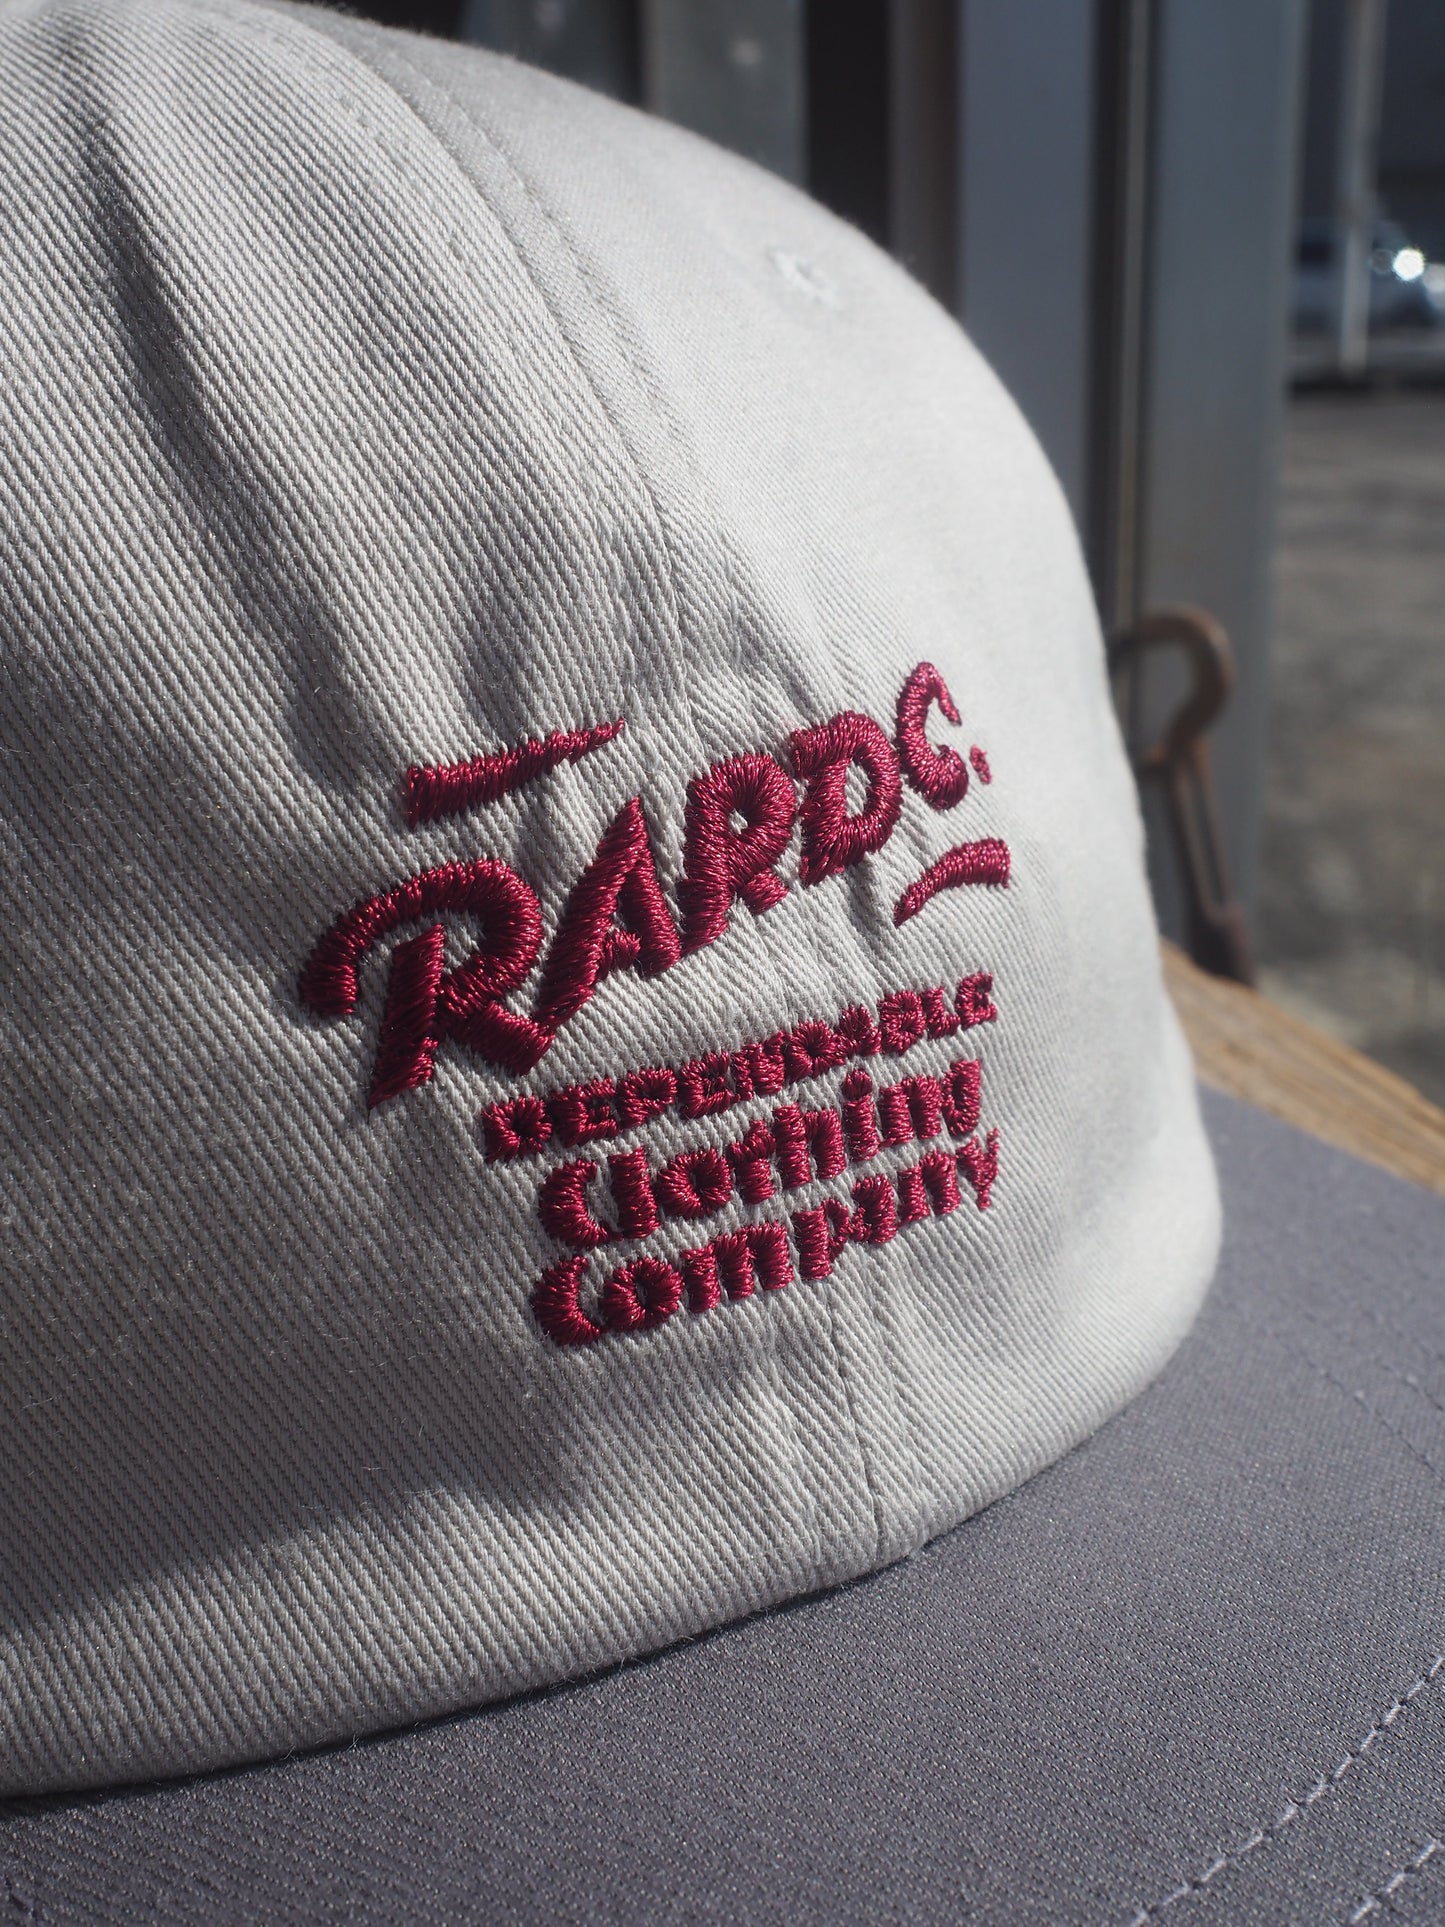 RARDC.
DEPENDABLE
Clothing
Company